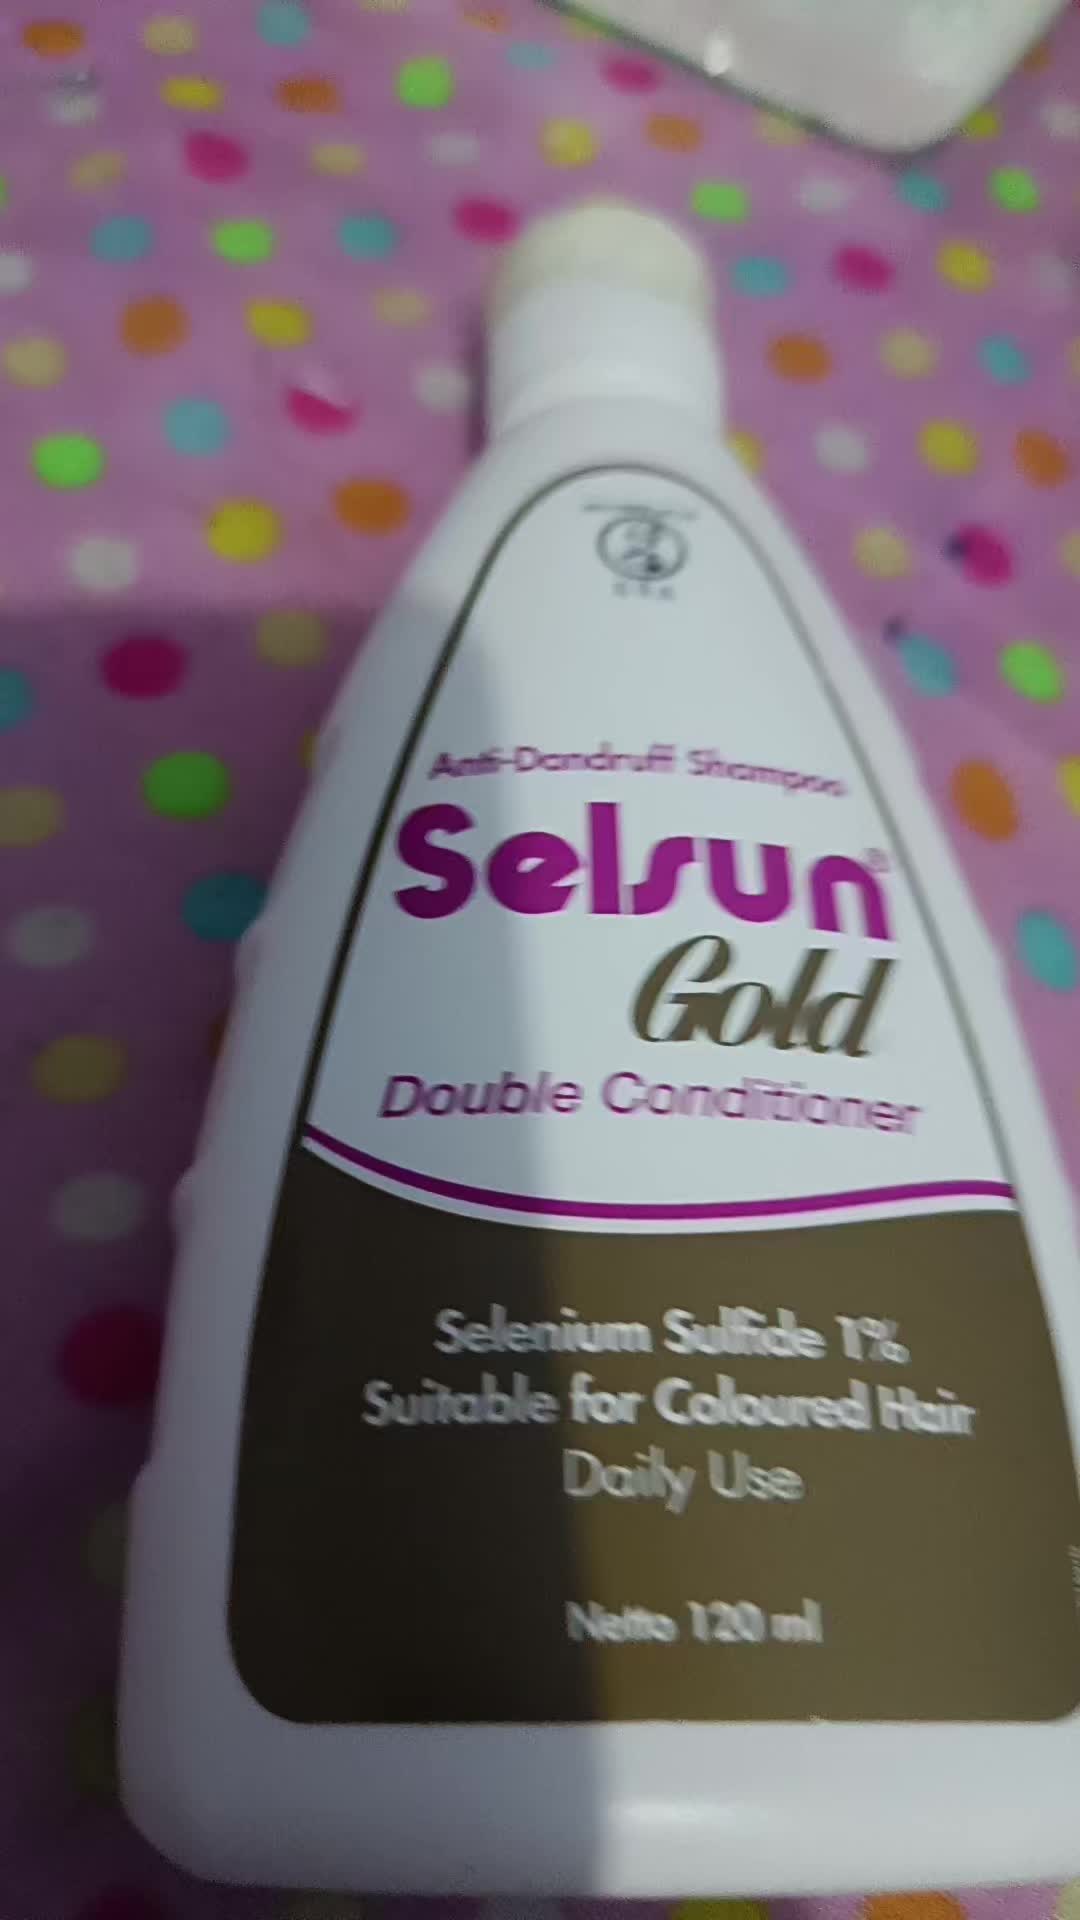 Anti-Dandruff Shampoo
Selsun®
Gold
Double Conditioner
Selenium Sulfide 1%
Suitable for Coloured Hair
Daily Use
Netto 120 ml